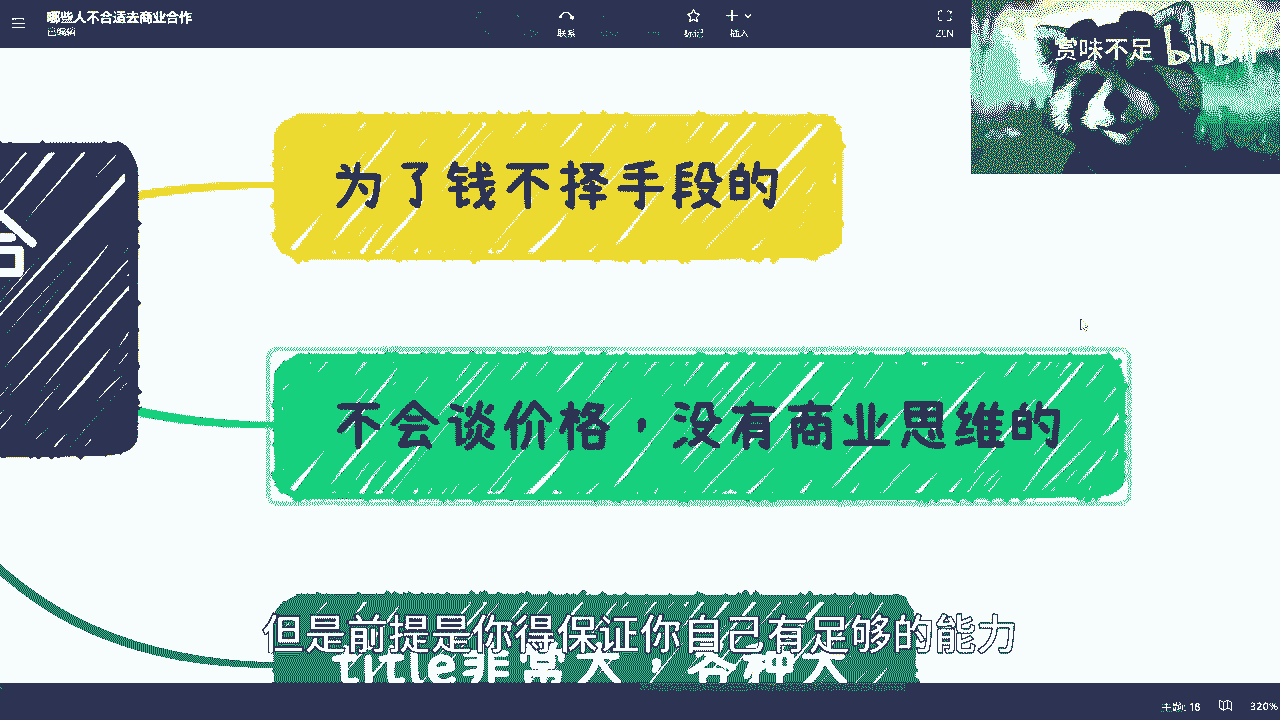 哪些人不合适去商业合作
已编辑
联系
标记
插入
ZEN
赏味不足 bilibili
为了钱不择手段的
合
不会谈价格，没有商业思维的
title非常大，各种大
但是前提是你得保证你自己有足够的能力
主题: 16
320%